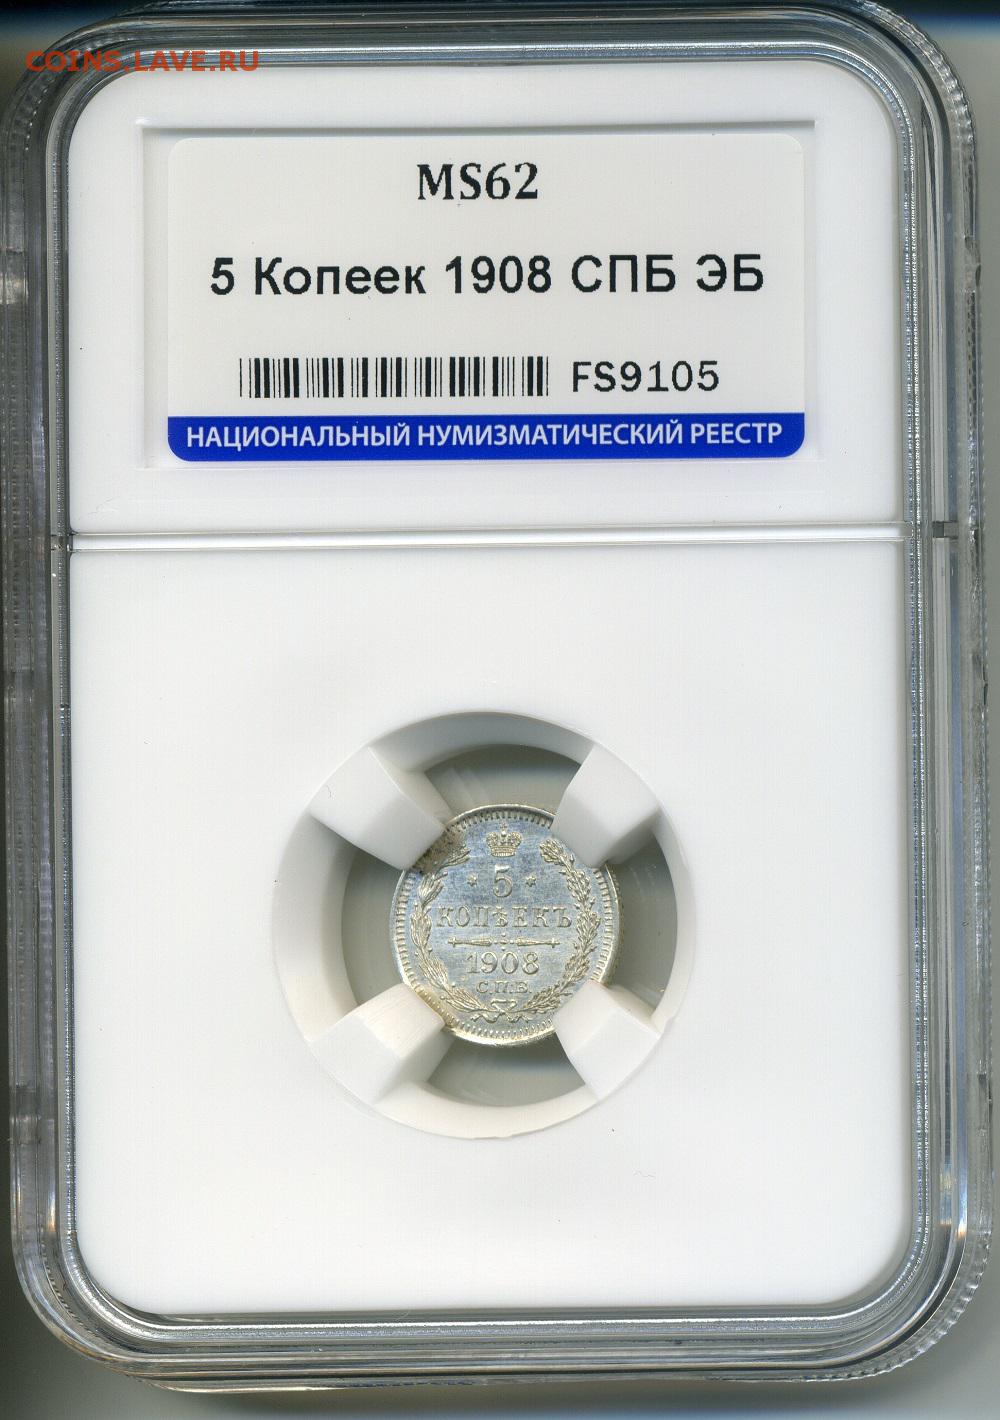 COINS.LAVE.RU
MS62
5 Копеек 1908 СПБ ЭБ
FS9105
НАЦИОНАЛЬНЫЙ НУМИЗМАТИЧЕСКИЙ РЕЕСТР
* 5 *
КОПѢЕКЪ
1908
С.П.Б.